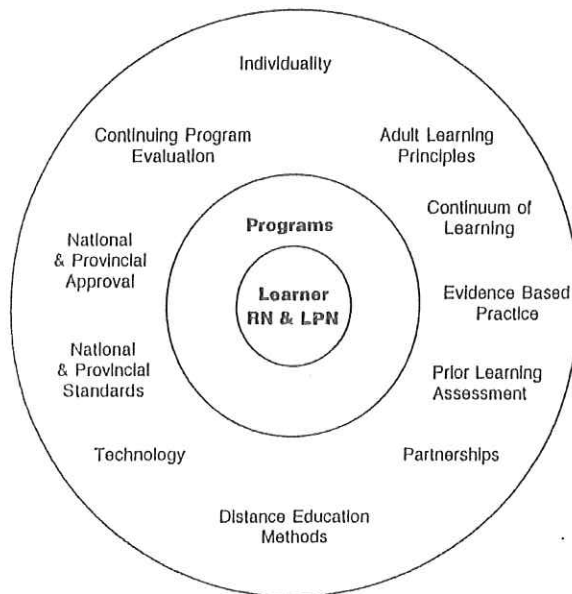 Individuality
Continuing Program
Evaluation
Adult Learning
Principles
Continuum of
Learning
Programs
National
& Provincial
Approval
Learner
RN & LPN
Evidence Based
Practice
National
& Provincial
Standards
Prior Learning
Assessment
Technology
Partnerships
Distance Education
Methods